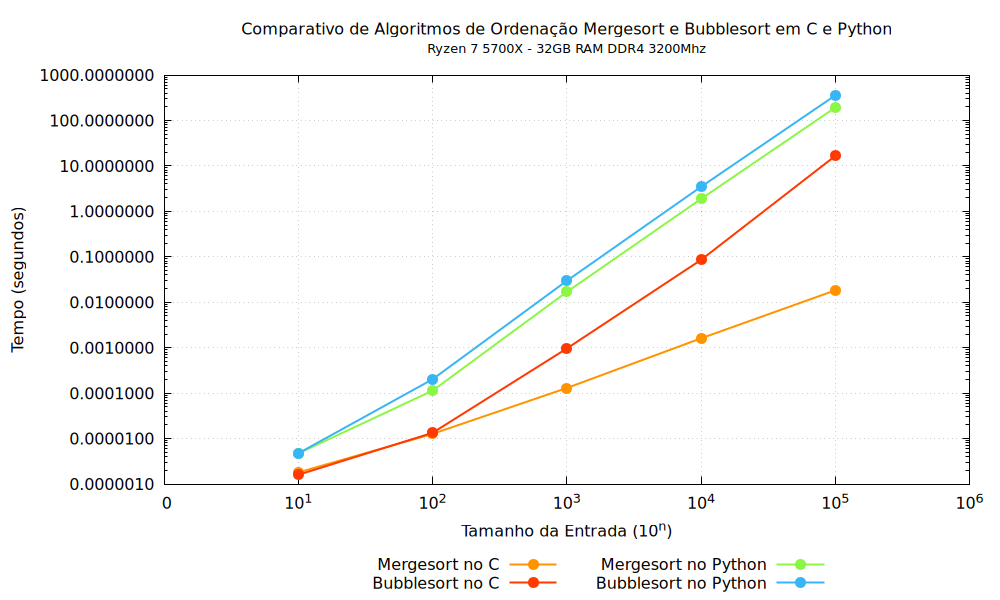 Comparativo de Algoritmos de Ordenação Mergesort e Bubblesort em C e Python
Ryzen 7 5700X - 32GB RAM DDR4 3200Mhz
Tempo (segundos)
1000.0000000
100.0000000
10.0000000
1.0000000
0.1000000
0.0100000
0.0010000
0.0001000
0.0000100
0.0000010
0 10¹ 10² 10³ 10⁴ 10⁵ 10⁶
Tamanho da Entrada (10ⁿ)
Mergesort no C Mergesort no Python
Bubblesort no C Bubblesort no Python